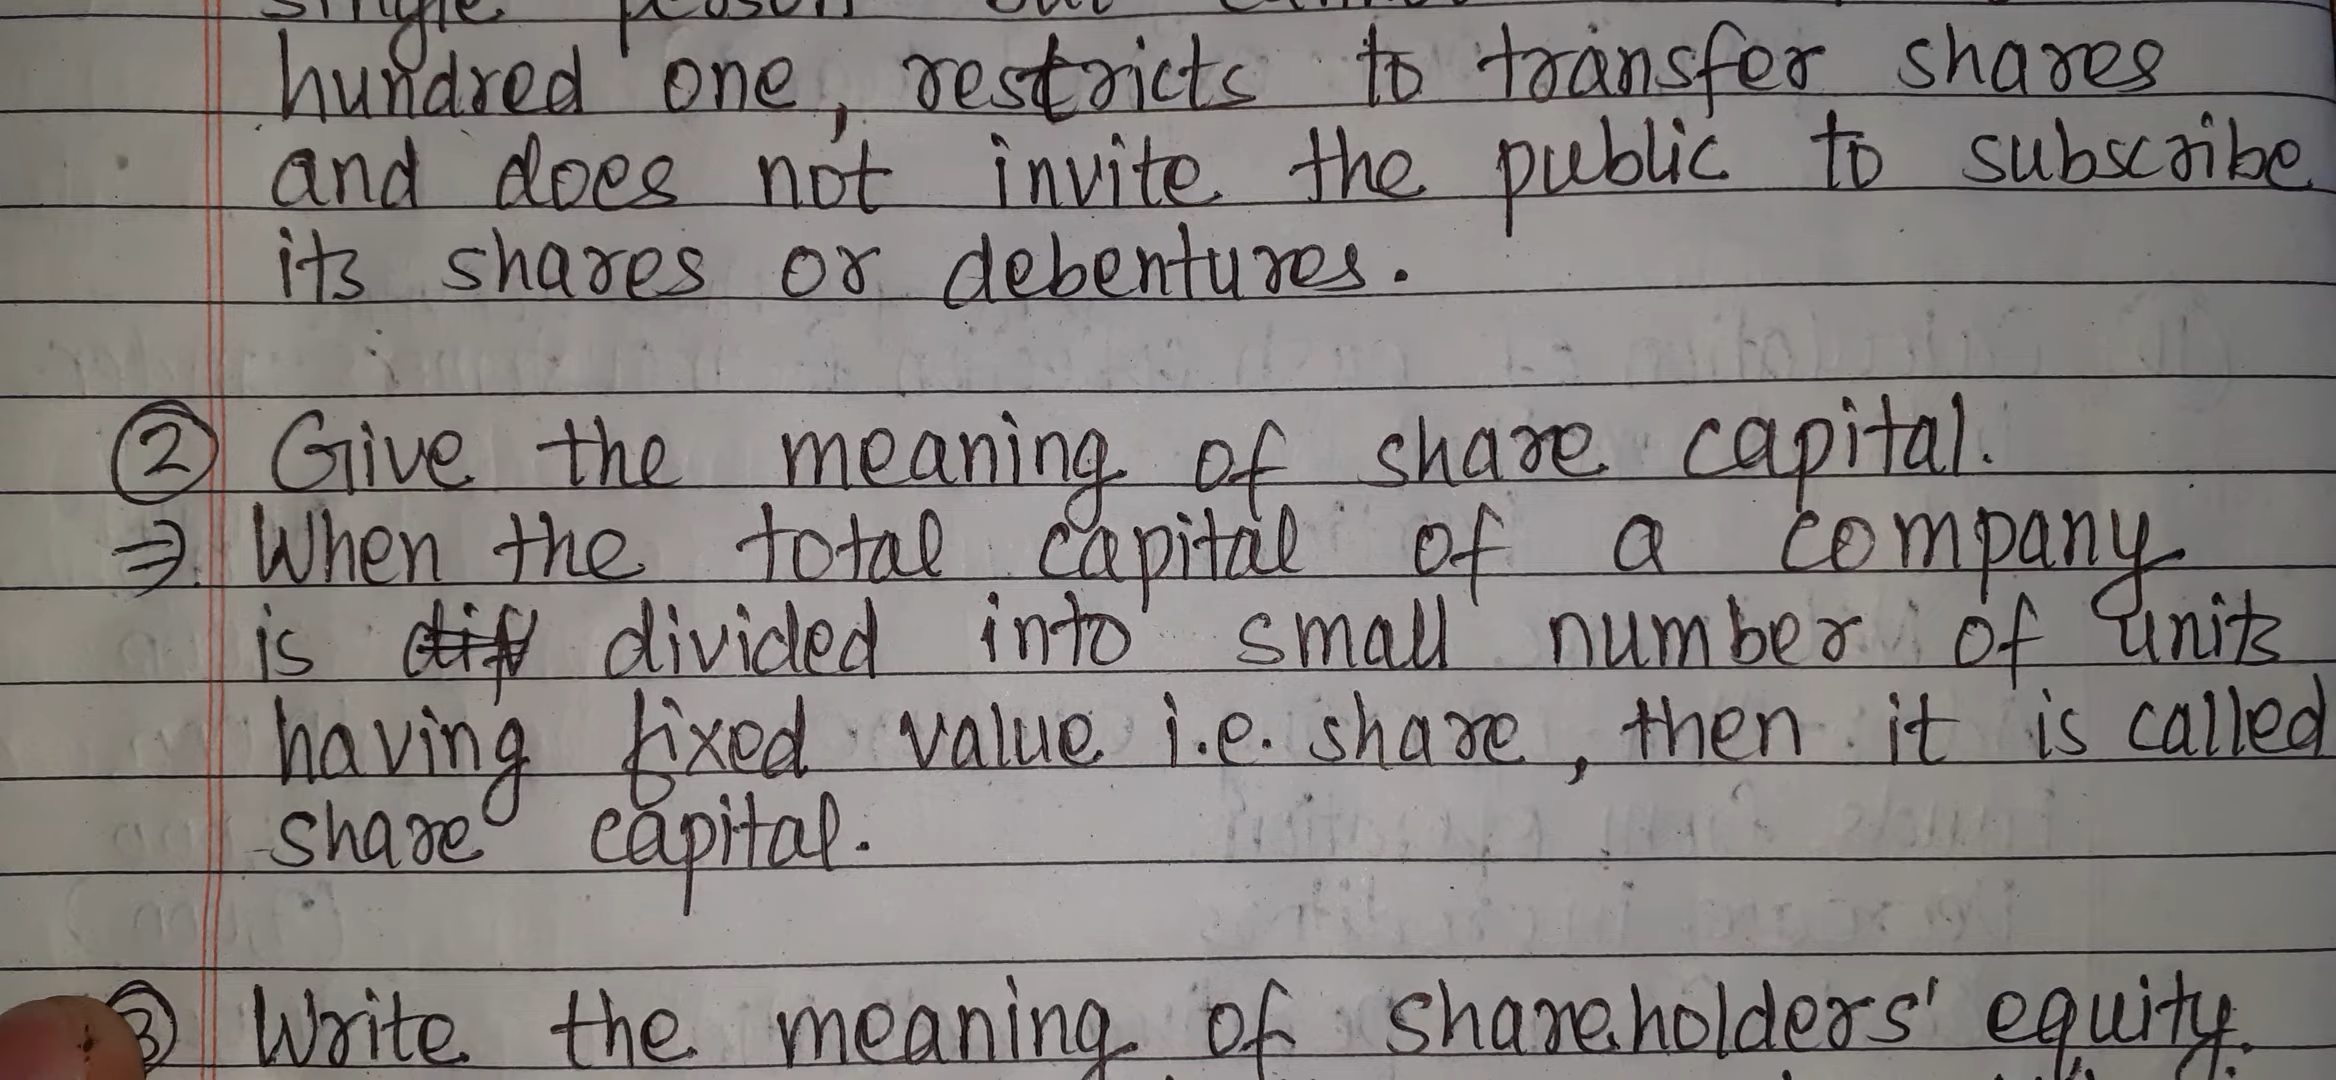 single person
hundred one, restricts to transfer shares
and does not invite the public to subscribe
its shares or debentures.
② Give the meaning of share capital.
⇒ When the total capital of a company
is divided into small number of units
having fixed value i.e. share, then it is called
share capital.
③ Write the meaning of shareholders' equity.